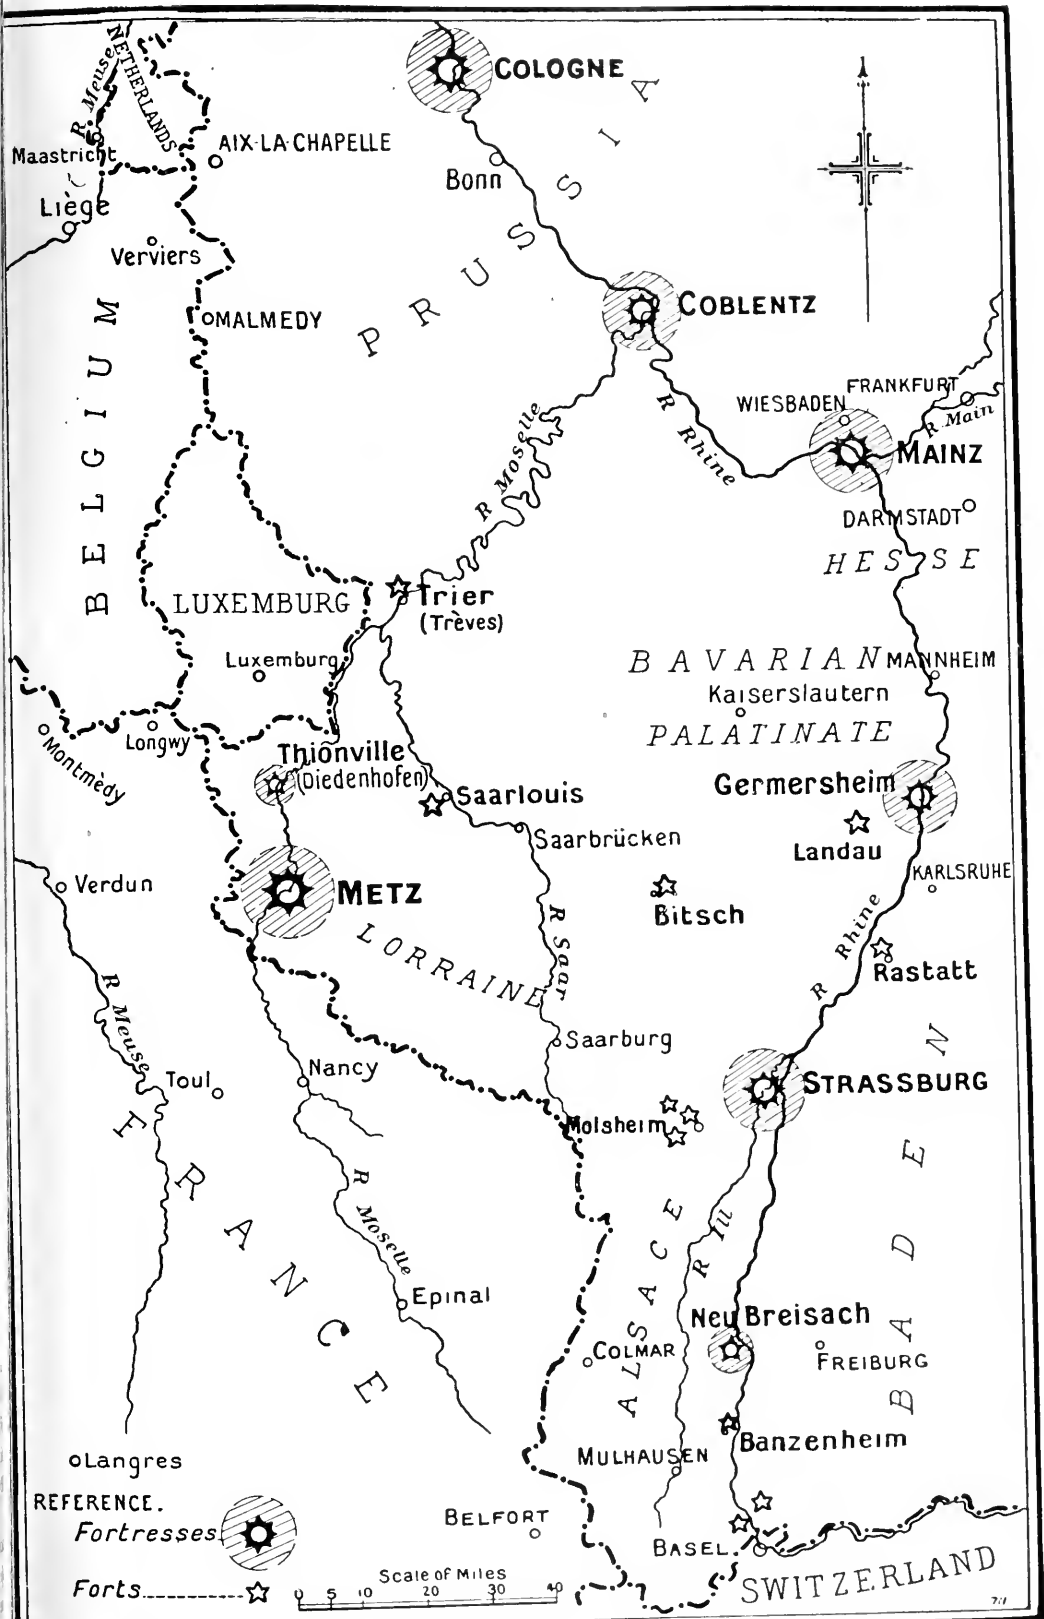 COLOGNE
NETHERLANDS
R. Meuse
Maastricht
AIX-LA-CHAPELLE
Bonn
Liège
Verviers
PRUSSIA
MALMEDY
COBLENTZ
BELGIUM
FRANKFURT
WIESBADEN
R Main
R Rhine
R Moselle
MAINZ
DARMSTADT
HESSE
LUXEMBURG
Trier
(Trèves)
Luxemburg
BAVARIAN
MANNHEIM
Kaiserslautern
PALATINATE
Longwy
Montmèdy
Thionville
(Diedenhofen)
Germersheim
Saarlouis
Saarbrücken
Landau
KARLSRUHE
Verdun
METZ
Bitsch
LORRAINE
R Saar
R Rhine
Rastatt
R Meuse
Saarburg
Nancy
Toul
STRASSBURG
Molsheim
FRANCE
R Moselle
ALSACE
R Ill
BADEN
Epinal
Neu Breisach
COLMAR
FREIBURG
Banzenheim
Langres
MULHAUSEN
REFERENCE.
Fortresses
BELFORT
BASEL.
Scale of Miles
Forts
0 5 10 20 30 40
SWITZERLAND